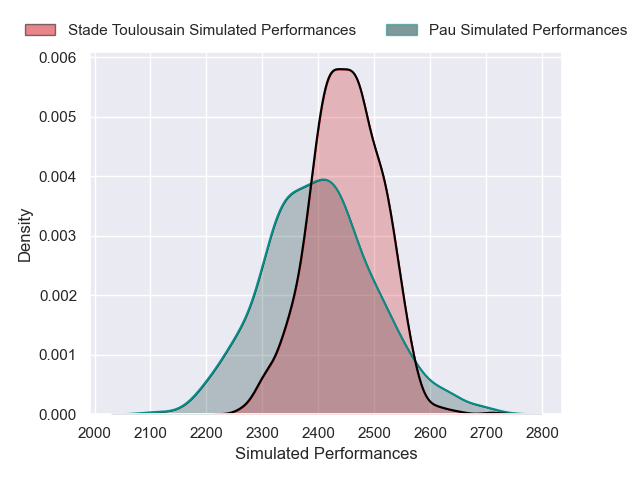 Stade Toulousain Simulated Performances Pau Simulated Performances
0.006
0.005
0.004
0.003
0.002
0.001
0.000
Density
2000 2100 2200 2300 2400 2500 2600 2700 2800
Simulated Performances